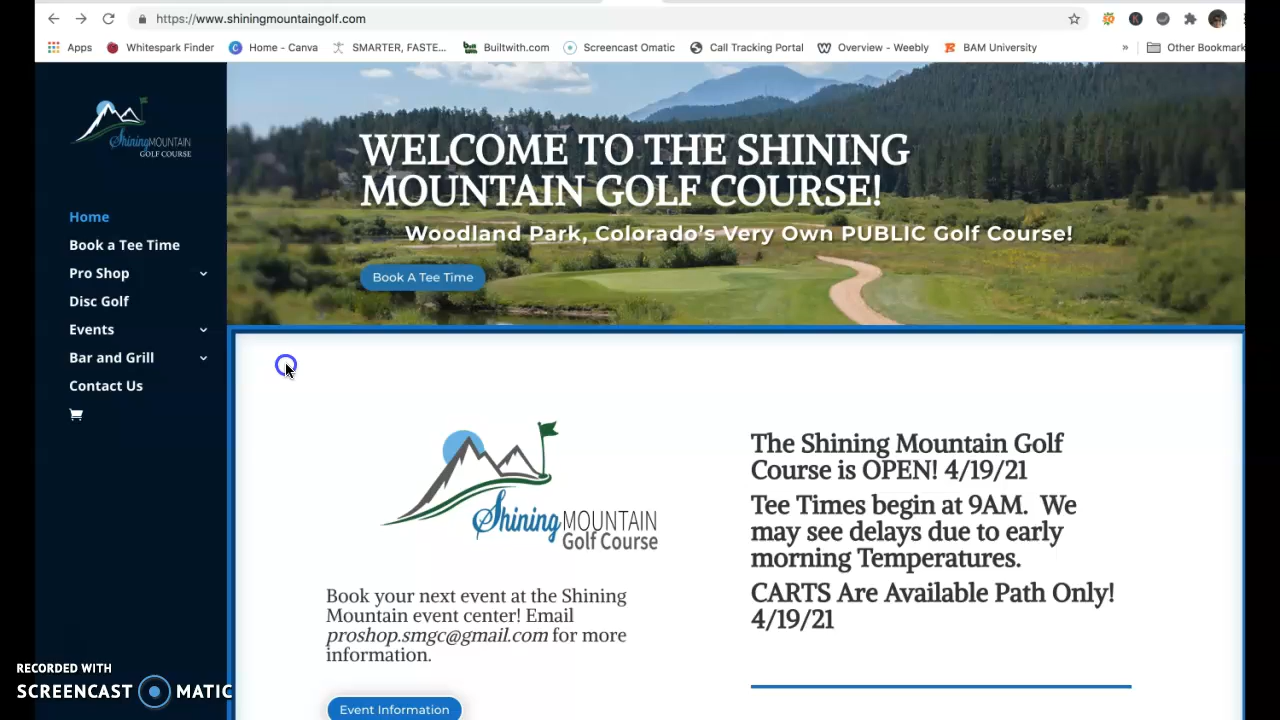 https://www.shiningmountaingolf.com
Apps
Whitespark Finder
Home - Canva
SMARTER, FASTE...
Builtwith.com
Screencast Omatic
Call Tracking Portal
Overview - Weebly
BAM University
»
Other Bookmark
Shining MOUNTAIN
GOLF COURSE
Home
Book a Tee Time
Pro Shop
Disc Golf
Events
Bar and Grill
Contact Us
WELCOME TO THE SHINING
MOUNTAIN GOLF COURSE!
Woodland Park, Colorado's Very Own PUBLIC Golf Course!
Book A Tee Time
Shining MOUNTAIN
Golf Course
Book your next event at the Shining
Mountain event center! Email
proshop.smgc@gmail.com for more
information.
Event Information
The Shining Mountain Golf
Course is OPEN! 4/19/21
Tee Times begin at 9AM. We
may see delays due to early
morning Temperatures.
CARTS Are Available Path Only!
4/19/21
RECORDED WITH
SCREENCAST MATIC